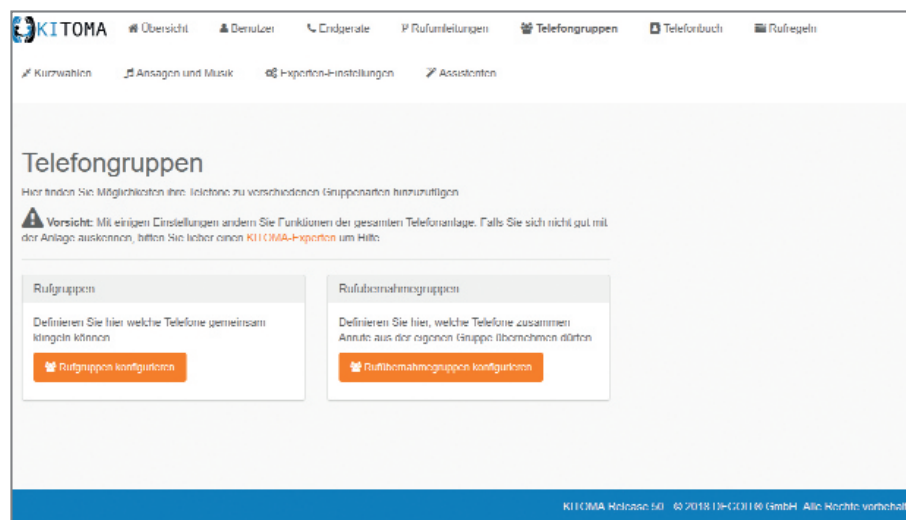 KITOMA Übersicht Benutzer Endgeräte Rufumleitungen Telefongruppen Telefonbuch Rufregeln
Kurzwahlen Ansagen und Musik Experten-Einstellungen Assistenten
Telefongruppen
Hier finden Sie Möglichkeiten ihre Telefone zu verschiedenen Gruppenarten hinzuzufügen
Vorsicht: Mit einigen Einstellungen ändern Sie Funktionen der gesamten Telefonanlage. Falls Sie sich nicht gut mit
der Anlage auskennen, bitten Sie lieber einen KITOMA-Experten um Hilfe
Rufgruppen
Definieren Sie hier welche Telefone gemeinsam
klingeln können
Rufgruppen konfigurieren
Rufübernahmegruppen
Definieren Sie hier, welche Telefone zusammen
Anrufe aus der eigenen Gruppe übernehmen dürfen
Rufübernahmegruppen konfigurieren
KITOMA Release 50 © 2018 DECOIT® GmbH. Alle Rechte vorbehalt